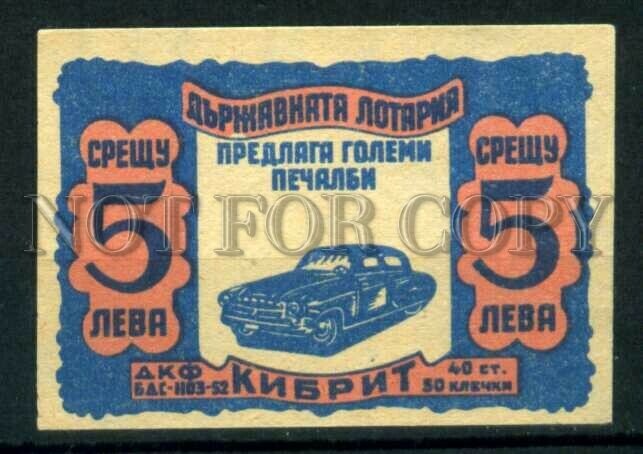 ДЪРЖАВНАТА ЛОТАРИЯ
ПРЕДЛАГА ГОЛЕМИ
ПЕЧАЛБИ
СРЕЩУ
5
ЛЕВА
СРЕЩУ
5
ЛЕВА
NOT FOR COPY
ДКФ
БДС-1103-52
КИБРИТ
40 СТ.
50 КЛЕЧКИ